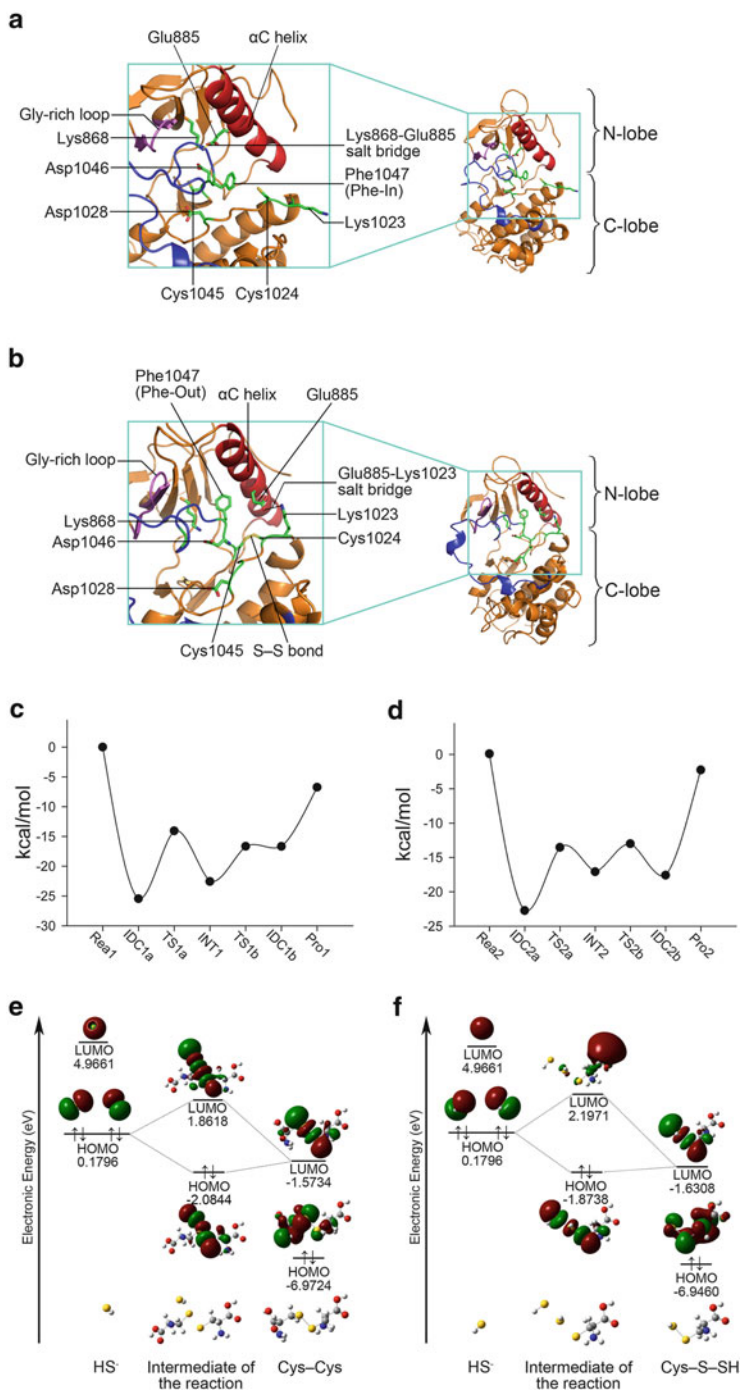 a
Glu885
αC helix
Gly-rich loop
Lys868
Asp1046
Asp1028
Lys868-Glu885
salt bridge
Phe1047
(Phe-In)
Lys1023
Cys1045
Cys1024
N-lobe
C-lobe
b
Phe1047
(Phe-Out)
αC helix
Glu885
Gly-rich loop
Lys868
Asp1046
Asp1028
Glu885-Lys1023
salt bridge
Lys1023
Cys1024
Cys1045
S–S bond
N-lobe
C-lobe
c
kcal/mol
0
-5
-10
-15
-20
-25
-30
Rea1
IDC1a
TS1a
INT1
TS1b
IDC1b
Pro1
d
kcal/mol
0
-5
-10
-15
-20
-25
Rea2
IDC2a
TS2a
INT2
TS2b
IDC2b
Pro2
e
Electronic Energy (eV)
LUMO
4.9661
HOMO
0.1796
LUMO
1.8618
HOMO
-2.0844
LUMO
-1.5734
HOMO
-6.9724
HS-
Intermediate of
the reaction
Cys–Cys
f
Electronic Energy (eV)
LUMO
4.9661
HOMO
0.1796
LUMO
2.1971
HOMO
-1.8738
LUMO
-1.6308
HOMO
-6.9460
HS-
Intermediate of
the reaction
Cys–S–SH